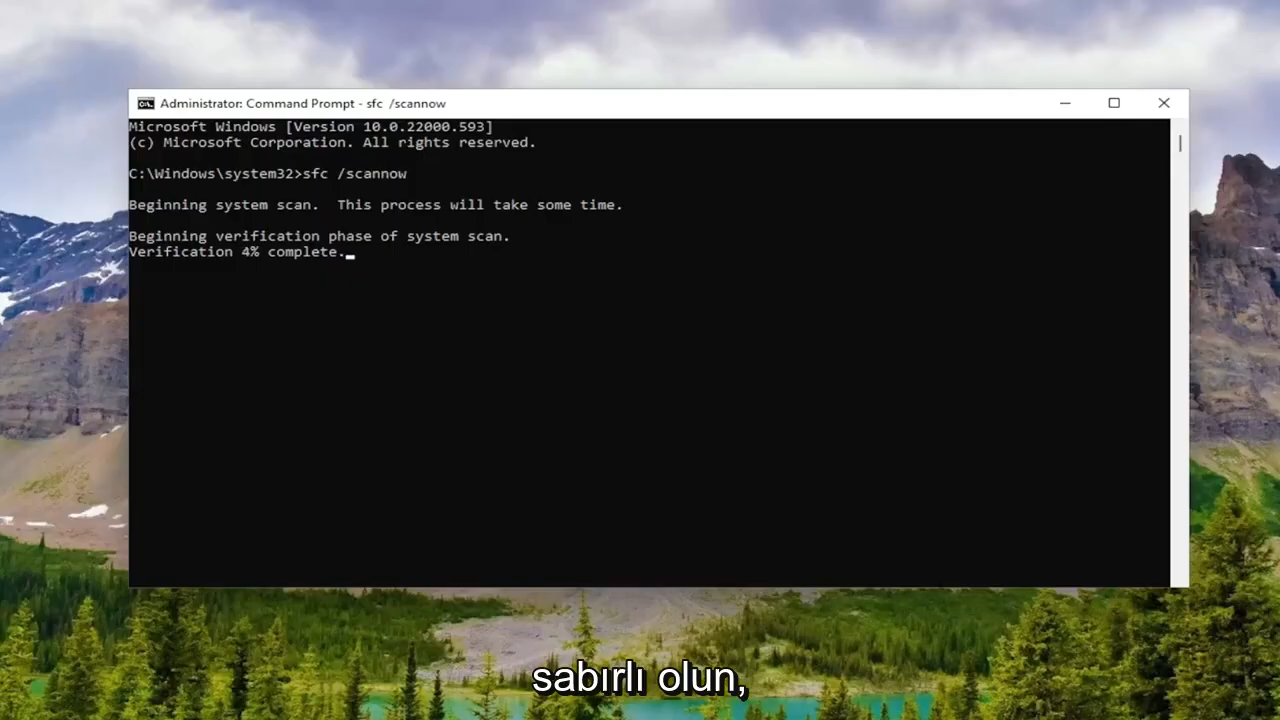 Administrator: Command Prompt - sfc  /scannow
Microsoft Windows [Version 10.0.22000.593]
(c) Microsoft Corporation. All rights reserved.
C:\Windows\system32>sfc /scannow
Beginning system scan.  This process will take some time.
Beginning verification phase of system scan.
Verification 4% complete.
sabırlı olun,